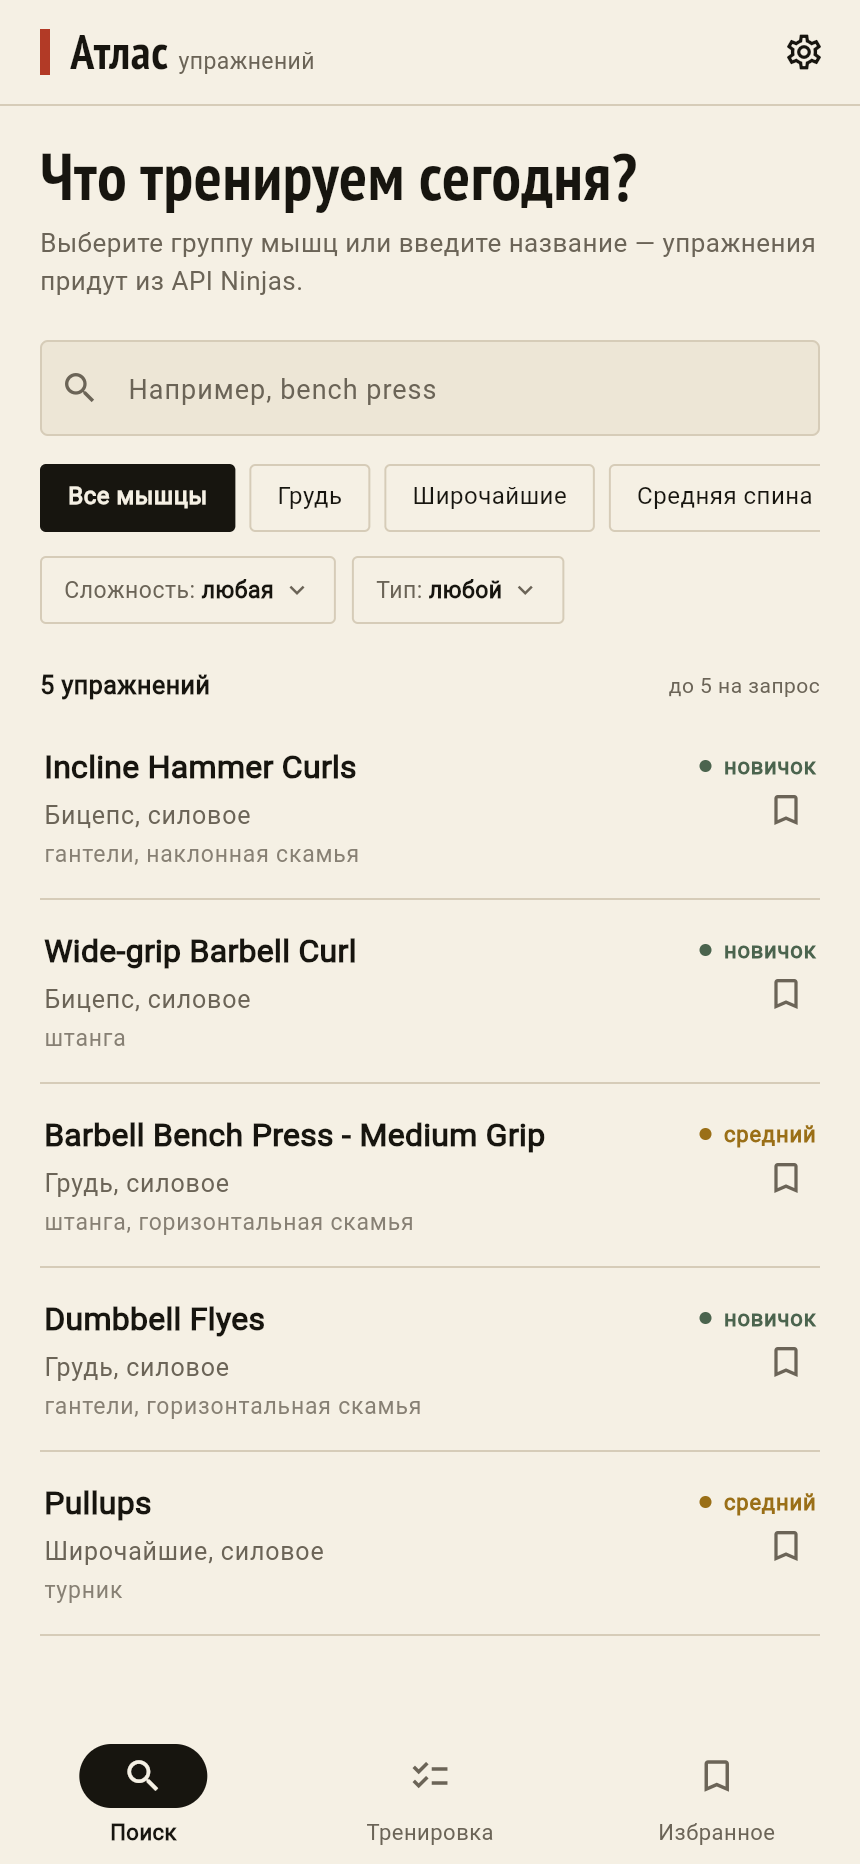 Атлас упражнений
Что тренируем сегодня?
Выберите группу мышц или введите название — упражнения
придут из API Ninjas.
Например, bench press
Все мышцы Грудь Широчайшие Средняя спина
Сложность: любая Тип: любой
5 упражнений до 5 на запрос
Incline Hammer Curls новичок
Бицепс, силовое
гантели, наклонная скамья
Wide-grip Barbell Curl новичок
Бицепс, силовое
штанга
Barbell Bench Press - Medium Grip средний
Грудь, силовое
штанга, горизонтальная скамья
Dumbbell Flyes новичок
Грудь, силовое
гантели, горизонтальная скамья
Pullups средний
Широчайшие, силовое
турник
Поиск Тренировка Избранное